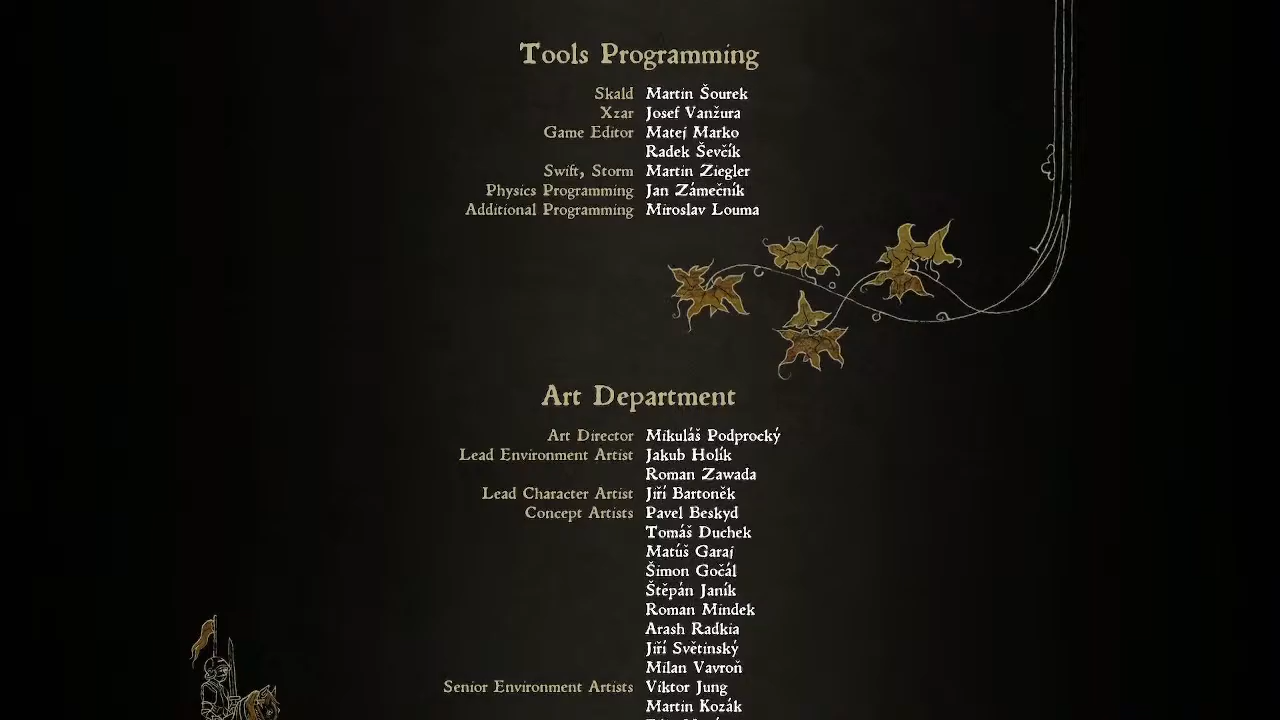 Tools Programming
Skald Martin Šourek
Xzar Josef Vanžura
Game Editor Matej Marko
Radek Ševčík
Swift, Storm Martin Ziegler
Physics Programming Jan Zámečník
Additional Programming Miroslav Louma
Art Department
Art Director Mikuláš Podprocký
Lead Environment Artist Jakub Holík
Roman Zawada
Lead Character Artist Jiří Bartoněk
Concept Artists Pavel Beskyd
Tomáš Duchek
Matúš Garaj
Šimon Gočál
Štěpán Janík
Roman Mindek
Arash Radkia
Jiří Světinský
Milan Vavroň
Senior Environment Artists Viktor Jung
Martin Kozák